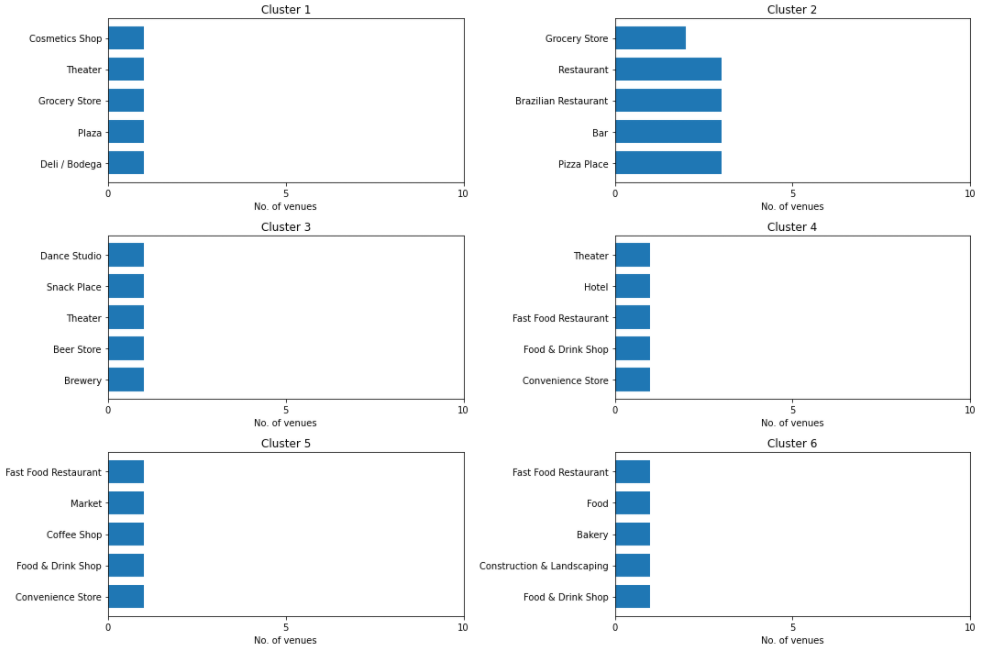 Cluster 1
Cosmetics Shop
Theater
Grocery Store
Plaza
Deli / Bodega
0 5 10
No. of venues
Cluster 2
Grocery Store
Restaurant
Brazilian Restaurant
Bar
Pizza Place
0 5 10
No. of venues
Cluster 3
Dance Studio
Snack Place
Theater
Beer Store
Brewery
0 5 10
No. of venues
Cluster 4
Theater
Hotel
Fast Food Restaurant
Food & Drink Shop
Convenience Store
0 5 10
No. of venues
Cluster 5
Fast Food Restaurant
Market
Coffee Shop
Food & Drink Shop
Convenience Store
0 5 10
No. of venues
Cluster 6
Fast Food Restaurant
Food
Bakery
Construction & Landscaping
Food & Drink Shop
0 5 10
No. of venues